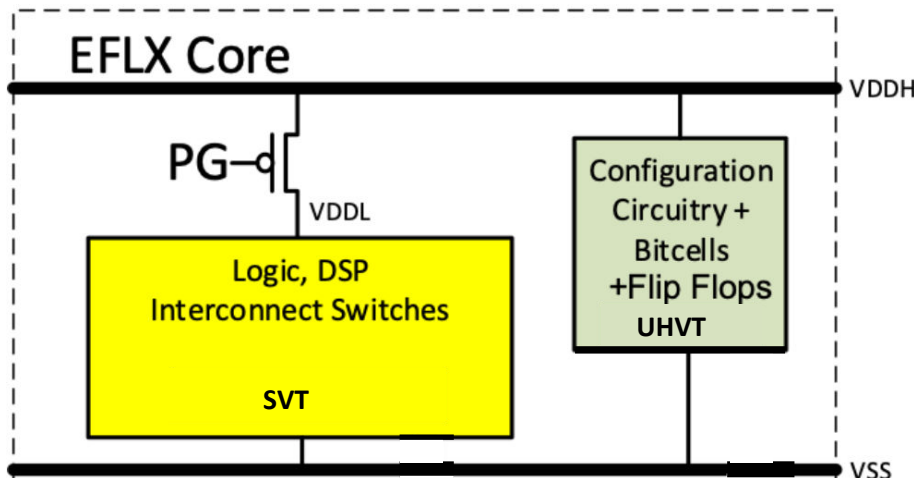 EFLX Core
VDDH
PG
VDDL
Logic, DSP
Interconnect Switches
SVT
Configuration
Circuitry +
Bitcells
+Flip Flops
UHVT
VSS